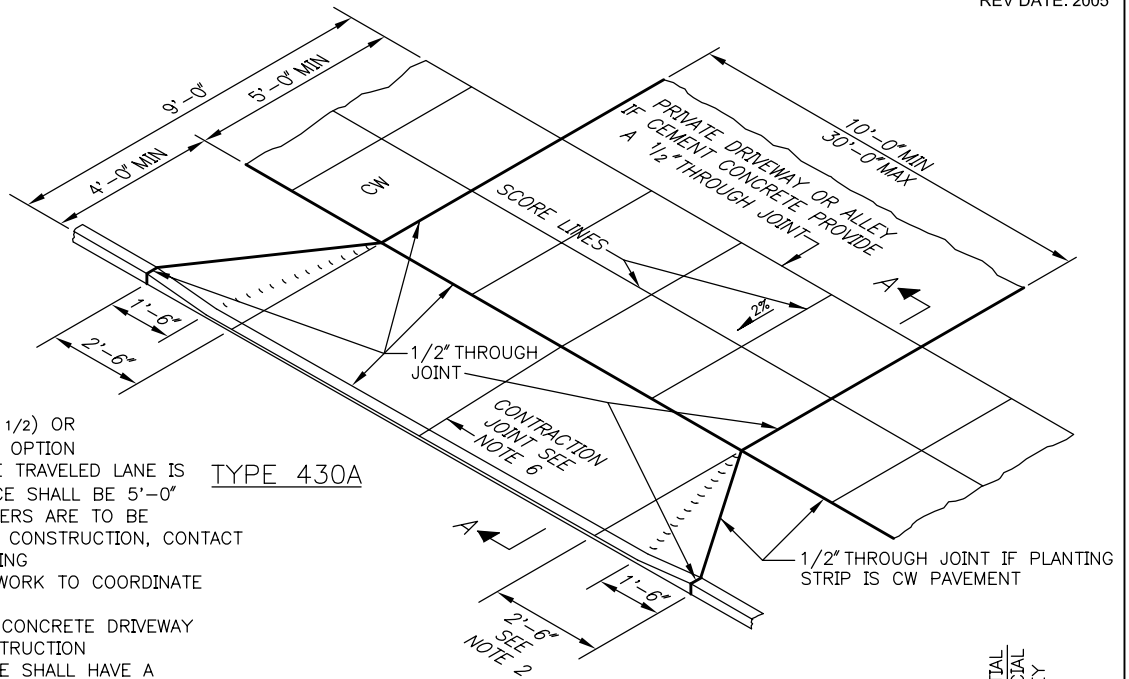 REV DATE: 2005
9'-0"
5'-0" MIN
4'-0" MIN
CW
SCORE LINES
PRIVATE DRIVEWAY OR ALLEY
IF CEMENT CONCRETE PROVIDE
A 1/2" THROUGH JOINT
10'-0" MIN
30'-0" MAX
A
2%
1'-6"
2'-6"
1/2" THROUGH
JOINT
CONTRACTION
JOINT SEE
NOTE 6
1/2) OR
OPTION
TRAVELED LANE IS
SHALL BE 5'-0"
ERS ARE TO BE
CONSTRUCTION, CONTACT
ING
WORK TO COORDINATE
CONCRETE DRIVEWAY
STRUCTION
SHALL HAVE A
TYPE 430A
A
1'-6"
2'-6"
SEE
NOTE 2
1/2" THROUGH JOINT IF PLANTING
STRIP IS CW PAVEMENT
TIAL
CIAL
EY